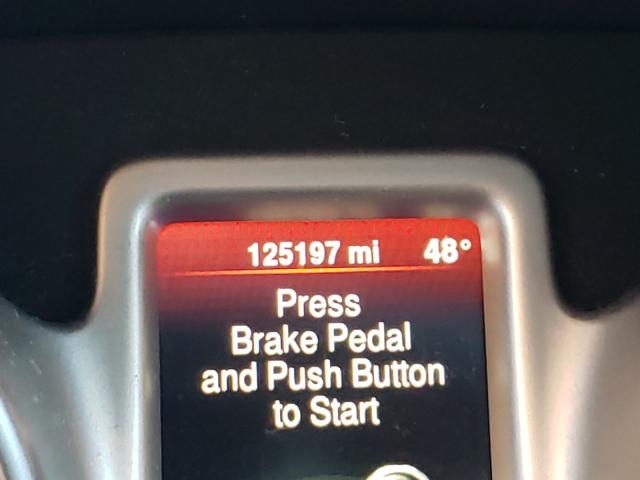 125197 mi 48°
Press
Brake Pedal
and Push Button
to Start